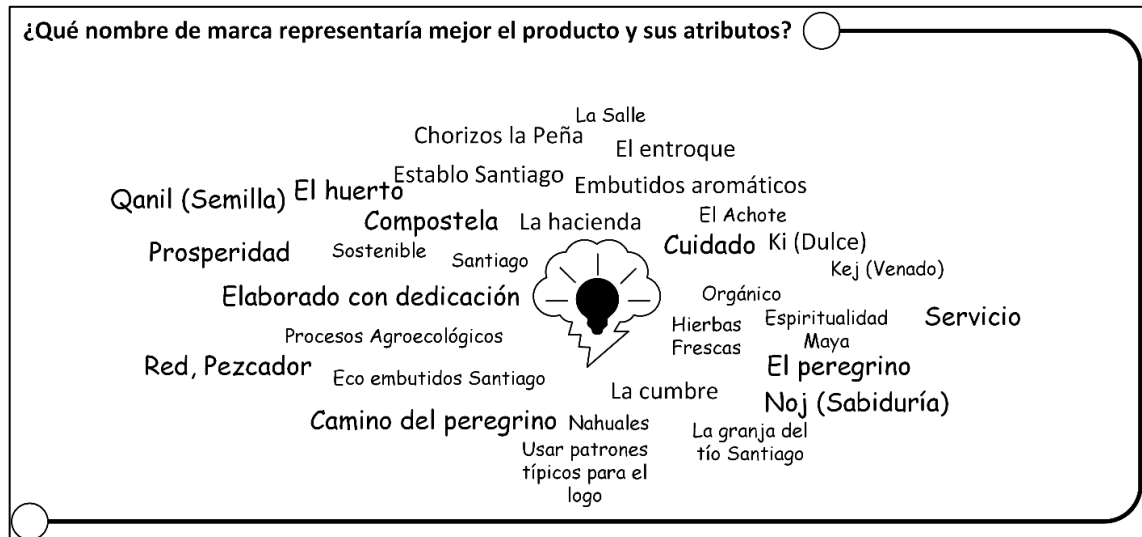 ¿Qué nombre de marca representaría mejor el producto y sus atributos?
La Salle
Chorizos la Peña
El entroque
Establo Santiago
Embutidos aromáticos
Qanil (Semilla)
El huerto
Compostela
La hacienda
El Achote
Prosperidad
Sostenible
Santiago
Cuidado
Ki (Dulce)
Kej (Venado)
Elaborado con dedicación
Orgánico
Procesos Agroecológicos
Hierbas
Frescas
Espiritualidad
Maya
Servicio
Red, Pezcador
Eco embutidos Santiago
El peregrino
La cumbre
Noj (Sabiduría)
Camino del peregrino
Nahuales
La granja del
tío Santiago
Usar patrones
típicos para el
logo